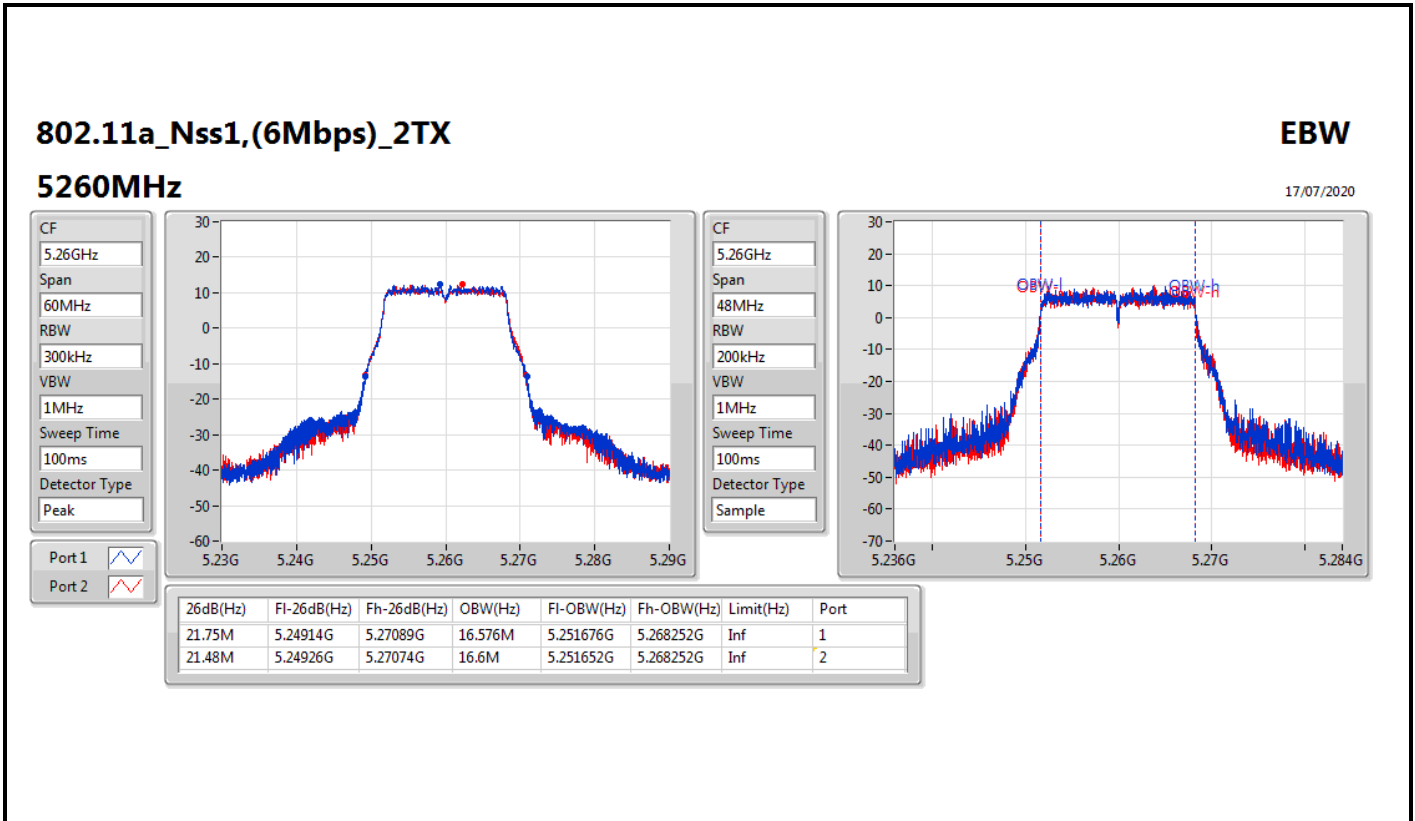 802.11a_Nss1,(6Mbps)_2TX
EBW
5260MHz
17/07/2020
CF
5.26GHz
Span
60MHz
RBW
300kHz
VBW
1MHz
Sweep Time
100ms
Detector Type
Peak
Port 1
Port 2
30
20
10
0
-10
-20
-30
-40
-50
-60
5.23G 5.24G 5.25G 5.26G 5.27G 5.28G 5.29G
CF
5.26GHz
Span
48MHz
RBW
200kHz
VBW
1MHz
Sweep Time
100ms
Detector Type
Sample
30
20
10
0
-10
-20
-30
-40
-50
-60
-70
OBW-l
OBW-h
5.236G 5.25G 5.26G 5.27G 5.284G
26dB(Hz) Fl-26dB(Hz) Fh-26dB(Hz) OBW(Hz) Fl-OBW(Hz) Fh-OBW(Hz) Limit(Hz) Port
21.75M 5.24914G 5.27089G 16.576M 5.251676G 5.268252G Inf 1
21.48M 5.24926G 5.27074G 16.6M 5.251652G 5.268252G Inf 2